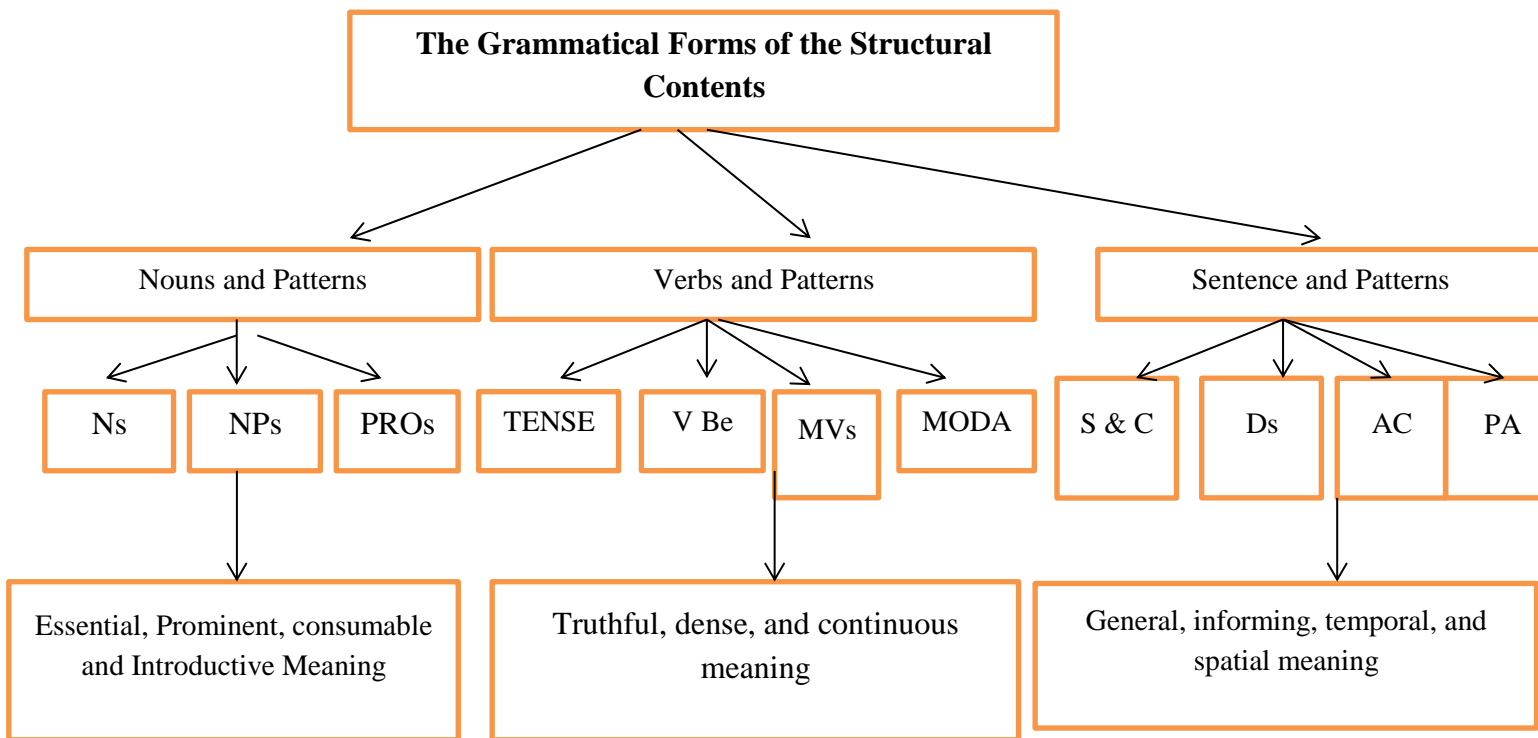 The Grammatical Forms of the Structural
Contents
Nouns and Patterns
Verbs and Patterns
Sentence and Patterns
Ns
NPs
PROs
TENSE
V Be
MVs
MODA
S & C
Ds
AC
PA
Essential, Prominent, consumable
and Introductive Meaning
Truthful, dense, and continuous
meaning
General, informing, temporal, and
spatial meaning